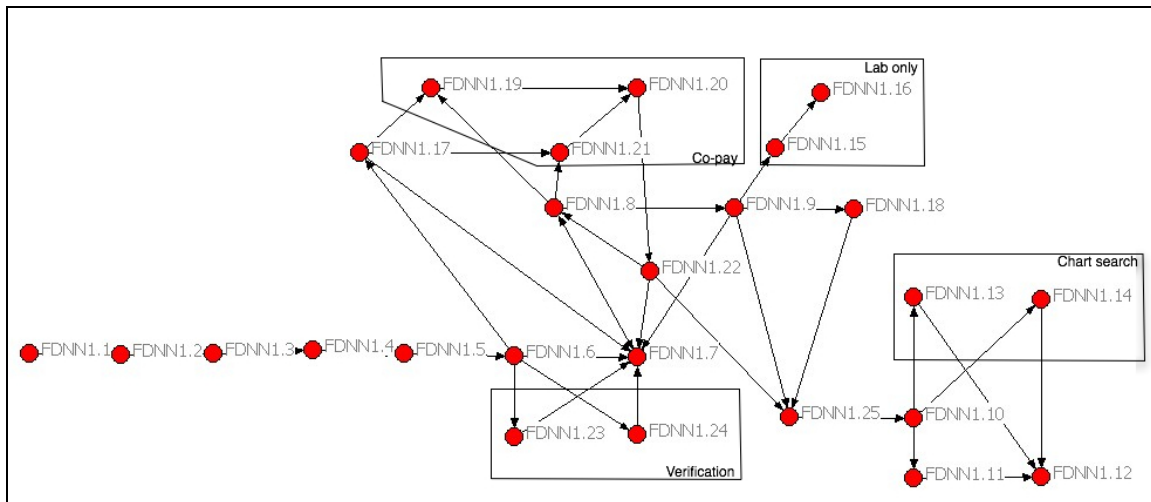 Lab only
FDNN1.19
FDNN1.20
FDNN1.16
FDNN1.17
FDNN1.21
FDNN1.15
Co-pay
FDNN1.8
FDNN1.9
FDNN1.18
Chart search
FDNN1.22
FDNN1.13
FDNN1.14
FDNN1.1
FDNN1.2
FDNN1.3
FDNN1.4
FDNN1.5
FDNN1.6
FDNN1.7
FDNN1.25
FDNN1.10
FDNN1.23
FDNN1.24
Verification
FDNN1.11
FDNN1.12